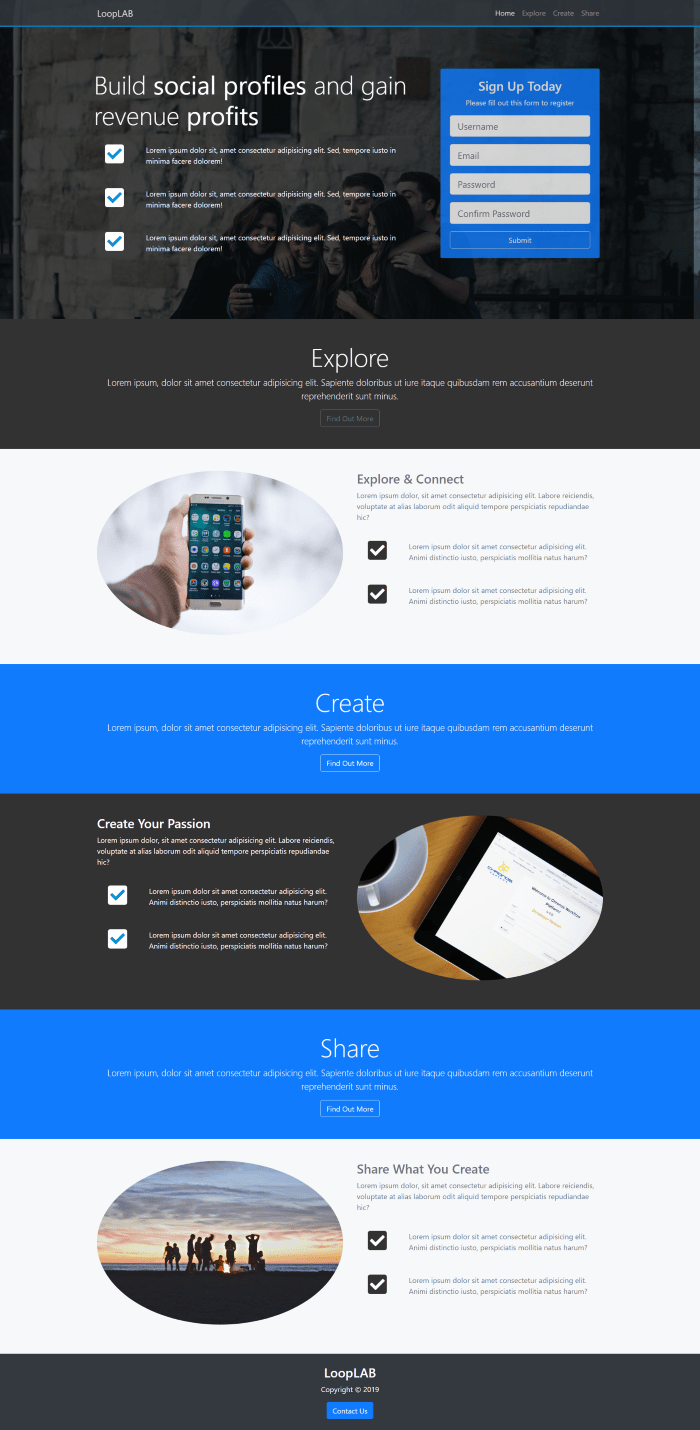 LoopLAB
Home Explore Create Share
Build social profiles and gain
revenue profits
Lorem ipsum dolor sit, amet consectetur adipisicing elit. Sed, tempore iusto in
minima facere dolorem!
Lorem ipsum dolor sit, amet consectetur adipisicing elit. Sed, tempore iusto in
minima facere dolorem!
Lorem ipsum dolor sit, amet consectetur adipisicing elit. Sed, tempore iusto in
minima facere dolorem!
Sign Up Today
Please fill out this form to register
Username
Email
Password
Confirm Password
Submit
Explore
Lorem ipsum, dolor sit amet consectetur adipisicing elit. Sapiente doloribus ut iure itaque quibusdam rem accusantium deserunt
reprehenderit sunt minus.
Find Out More
Explore & Connect
Lorem ipsum dolor, sit amet consectetur adipisicing elit. Labore reiciendis,
voluptate at alias laborum odit aliquid tempore perspiciatis repudiandae
hic?
Lorem ipsum dolor sit amet consectetur adipisicing elit.
Animi distinctio iusto, perspiciatis mollitia natus harum?
Lorem ipsum dolor sit amet consectetur adipisicing elit.
Animi distinctio iusto, perspiciatis mollitia natus harum?
Create
Lorem ipsum, dolor sit amet consectetur adipisicing elit. Sapiente doloribus ut iure itaque quibusdam rem accusantium deserunt
reprehenderit sunt minus.
Find Out More
Create Your Passion
Lorem ipsum dolor, sit amet consectetur adipisicing elit. Labore reiciendis,
voluptate at alias laborum odit aliquid tempore perspiciatis repudiandae
hic?
Lorem ipsum dolor sit amet consectetur adipisicing elit.
Animi distinctio iusto, perspiciatis mollitia natus harum?
Lorem ipsum dolor sit amet consectetur adipisicing elit.
Animi distinctio iusto, perspiciatis mollitia natus harum?
Share
Lorem ipsum, dolor sit amet consectetur adipisicing elit. Sapiente doloribus ut iure itaque quibusdam rem accusantium deserunt
reprehenderit sunt minus.
Find Out More
Share What You Create
Lorem ipsum dolor, sit amet consectetur adipisicing elit. Labore reiciendis,
voluptate at alias laborum odit aliquid tempore perspiciatis repudiandae
hic?
Lorem ipsum dolor sit amet consectetur adipisicing elit.
Animi distinctio iusto, perspiciatis mollitia natus harum?
Lorem ipsum dolor sit amet consectetur adipisicing elit.
Animi distinctio iusto, perspiciatis mollitia natus harum?
LoopLAB
Copyright © 2019
Contact Us